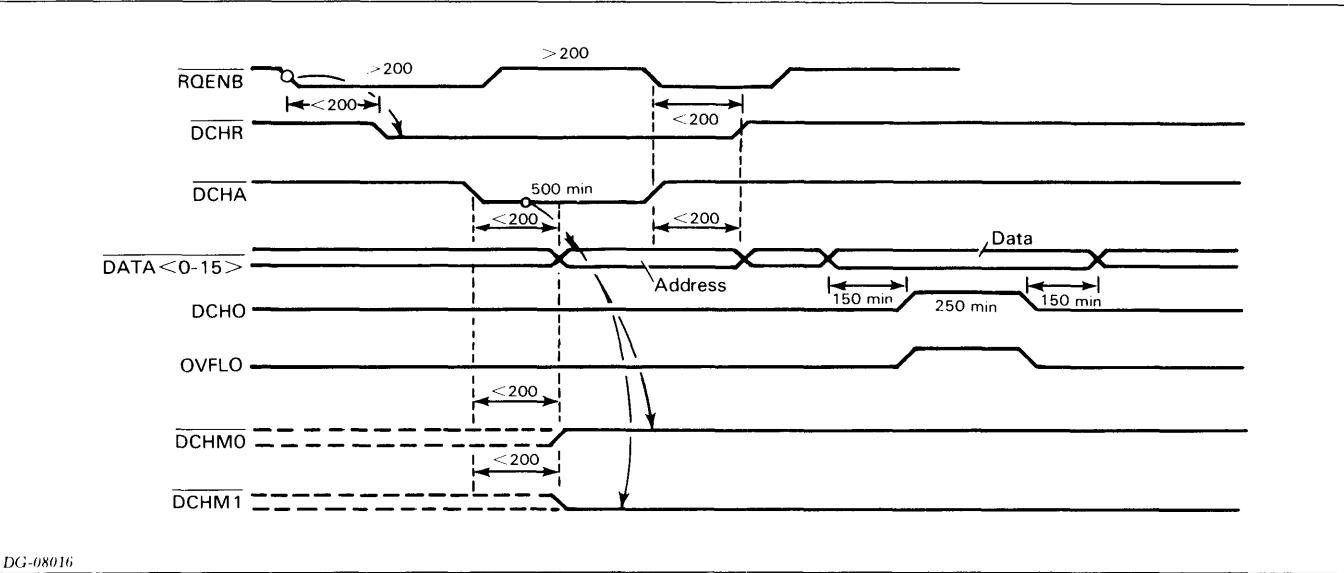 >200
>200
RQENB
<200
<200
DCHR
DCHA
500 min
<200
<200
DATA<0-15>
Data
Address
150 min
250 min
150 min
DCHO
OVFLO
<200
DCHM0
<200
DCHM1
DG-08016